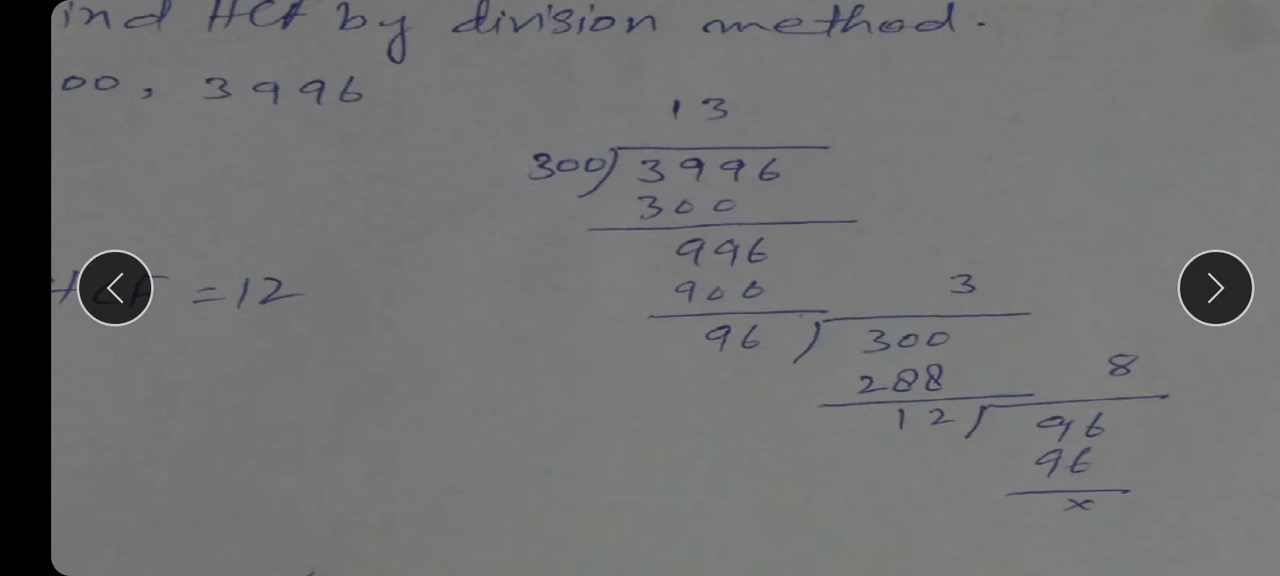 ind HCF by division method.
00, 3996
13
300) 3996
300
996
900
3
96 ) 300
288
8
12) 96
96
x
HCF = 12